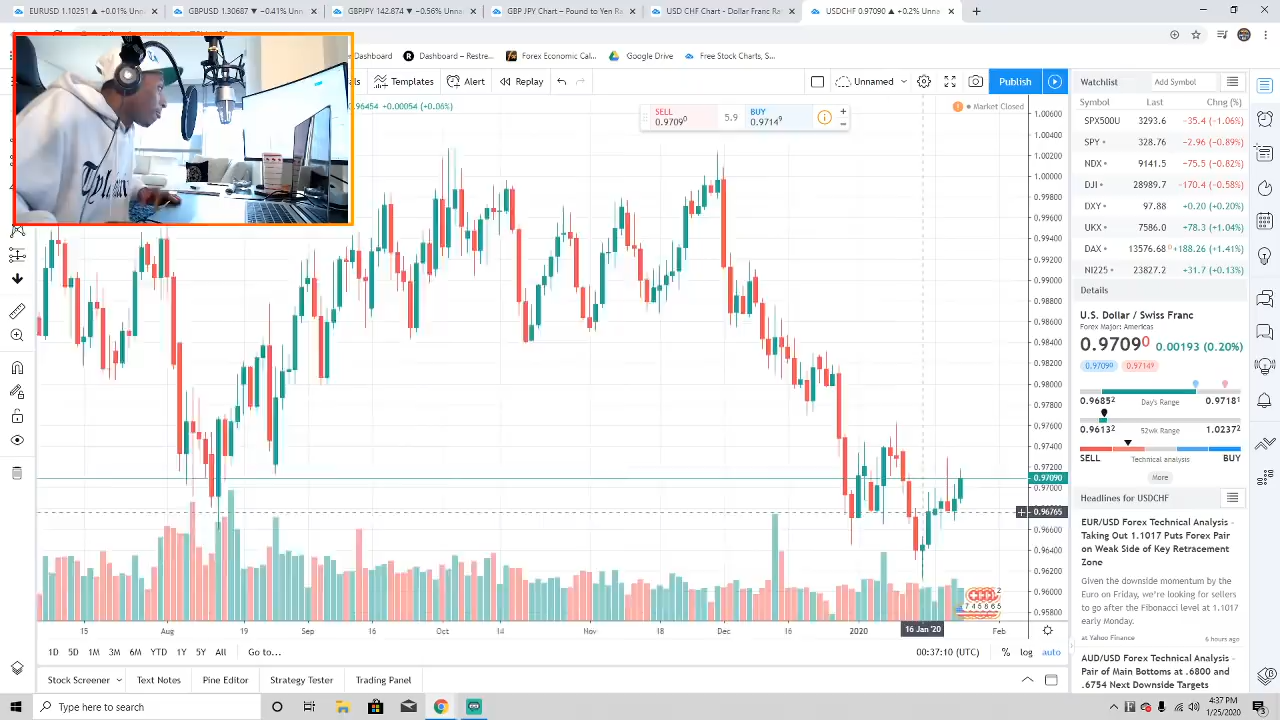 EURUSD 1.10251 ▲ +0.1% Unn
GBPUSD 1.30687 ▼ −0.41% Unn
GBPJPY 142.874 ▼ −0.56% Unn
GBP JPY Chart – Pound to Yen Ra
USD CHF Chart - Dollar Franc Ra
USDCHF 0.97090 ▲ +0.2% Unn
Dashboard
Dashboard – Restre...
Forex Economic Cal...
Google Drive
Free Stock Charts, S...
Templates
Alert
Replay
Unnamed
Publish
+0.00054 (+0.06%)
SELL
0.9709⁰
5.9
BUY
0.9714⁹
Market Closed
1.00600
1.00400
1.00200
1.00000
0.99800
0.99600
0.99400
0.99200
0.99000
0.98800
0.98600
0.98400
0.98200
0.98000
0.97800
0.97600
0.97400
0.97200
0.97090
0.97000
0.96765
0.96600
0.96400
0.96200
0.96000
0.95800
15
Aug
19
Sep
16
Oct
14
Nov
18
Dec
16
2020
16 Jan '20
Feb
1D 5D 1M 3M 6M YTD 1Y 5Y All Go to...
00:37:10 (UTC) % log auto
Stock Screener Text Notes Pine Editor Strategy Tester Trading Panel
Watchlist
Add Symbol
Symbol Last Chng (%)
SPX500U 3293.6 −35.4 (−1.06%)
SPY 328.76 −2.96 (−0.89%)
NDX 9141.5 −75.5 (−0.82%)
DJI 28989.7 −170.4 (−0.58%)
DXY 97.88 +0.20 (+0.20%)
UKX 7586.0 +78.3 (+1.04%)
DAX 13576.68 +188.26 (+1.41%)
NI225 23827.2 +31.7 (+0.13%)
Details
U.S. Dollar / Swiss Franc
Forex Major: Americas
0.9709⁰ 0.00193 (0.20%)
0.9709⁰ 0.9714⁹
0.9685² Day's Range 0.9718¹
0.9613² 52wk Range 1.0237²
SELL Technical analysis BUY
More
Headlines for USDCHF
EUR/USD Forex Technical Analysis -
Taking Out 1.1017 Puts Forex Pair
on Weak Side of Key Retracement
Zone
Given the downside momentum by the
Euro on Friday, we're looking for sellers
to go after the Fibonacci level at 1.1017
early Monday.
at Yahoo Finance 6 hours ago
AUD/USD Forex Technical Analysis -
Pair of Main Bottoms at .6800 and
.6754 Next Downside Targets
Type here to search
4:37 PM
1/25/2020